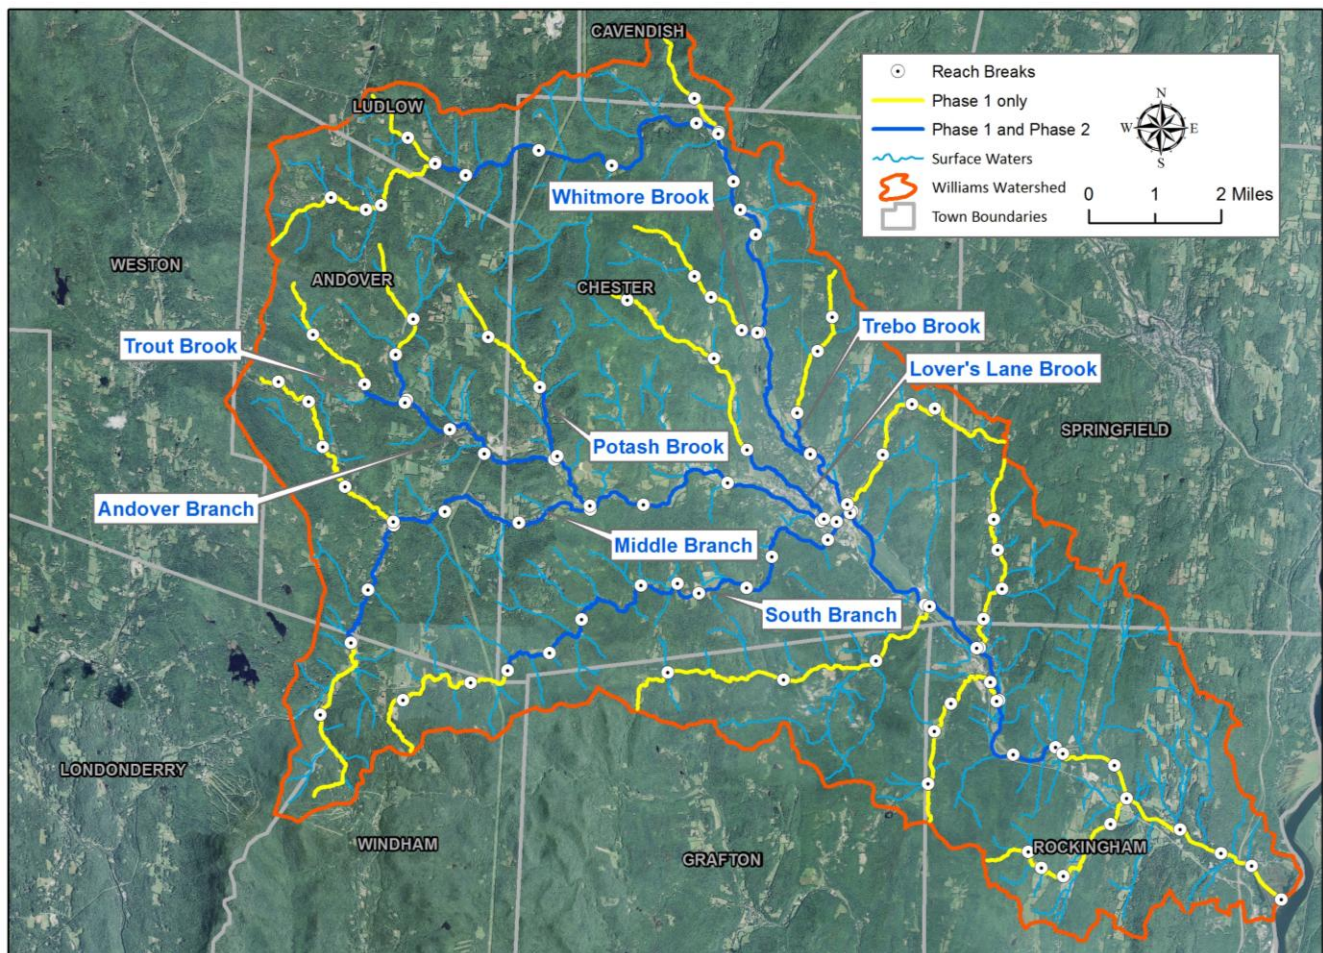 CAVENDISH
LUDLOW
Reach Breaks
Phase 1 only
Phase 1 and Phase 2
Surface Waters
Williams Watershed
Town Boundaries
N
W E
S
0 1 2 Miles
Whitmore Brook
WESTON
ANDOVER
CHESTER
Trout Brook
Trebo Brook
Lover's Lane Brook
SPRINGFIELD
Potash Brook
Andover Branch
Middle Branch
South Branch
LONDONDERRY
WINDHAM
GRAFTON
ROCKINGHAM